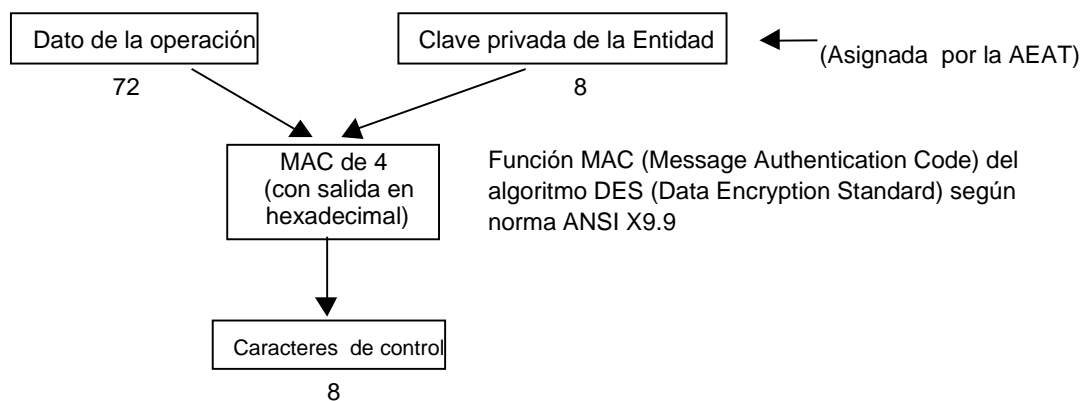 Dato de la operación
Clave privada de la Entidad
(Asignada por la AEAT)
72
8
MAC de 4
(con salida en
hexadecimal)
Función MAC (Message Authentication Code) del
algoritmo DES (Data Encryption Standard) según
norma ANSI X9.9
Caracteres de control
8